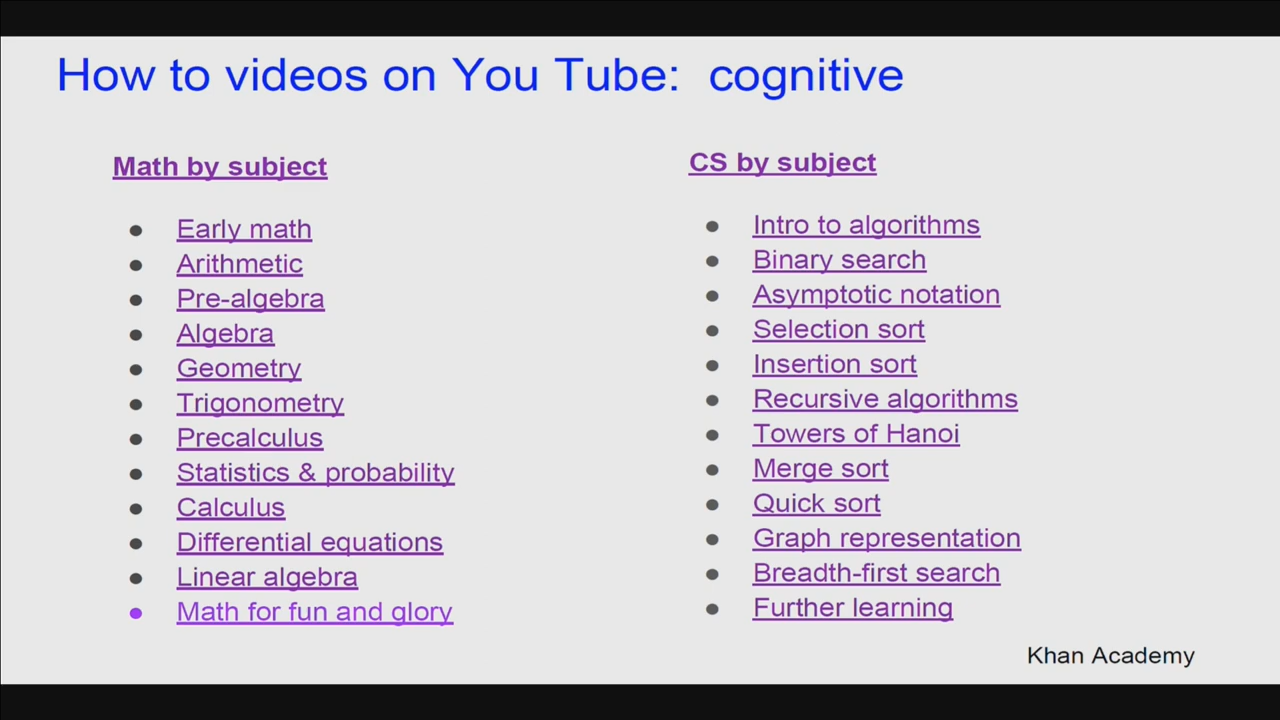 How to videos on You Tube:  cognitive
Math by subject
● Early math
● Arithmetic
● Pre-algebra
● Algebra
● Geometry
● Trigonometry
● Precalculus
● Statistics & probability
● Calculus
● Differential equations
● Linear algebra
● Math for fun and glory
CS by subject
● Intro to algorithms
● Binary search
● Asymptotic notation
● Selection sort
● Insertion sort
● Recursive algorithms
● Towers of Hanoi
● Merge sort
● Quick sort
● Graph representation
● Breadth-first search
● Further learning
Khan Academy